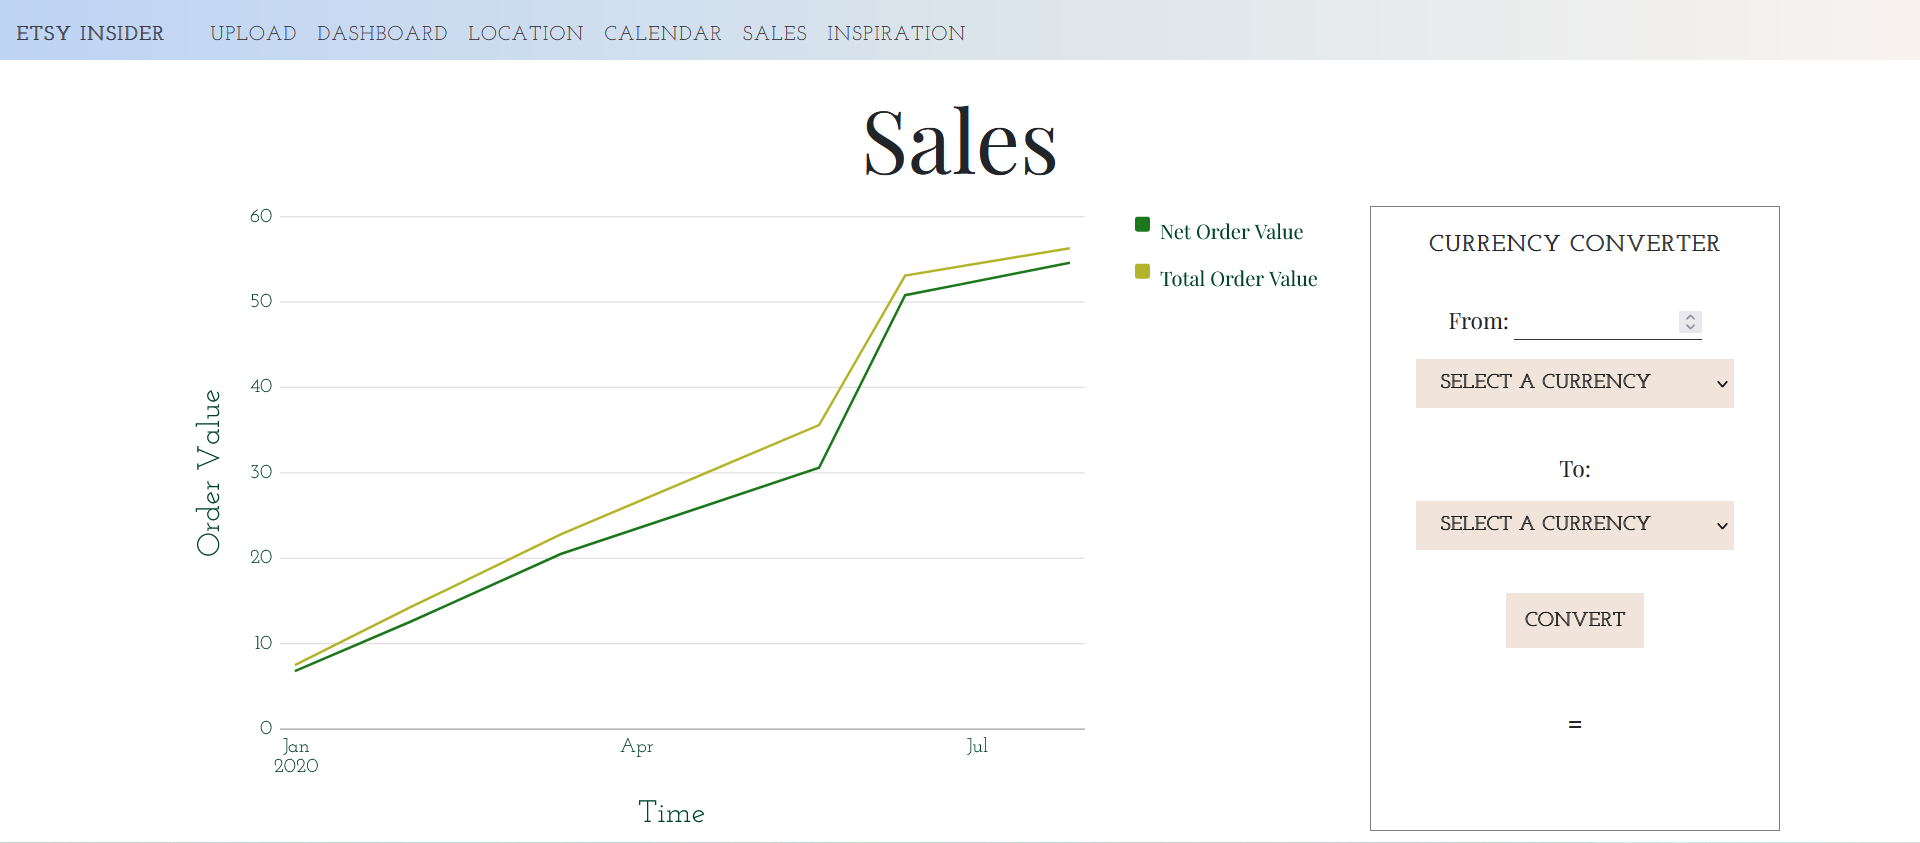 ETSY INSIDER UPLOAD DASHBOARD LOCATION CALENDAR SALES INSPIRATION
Sales
60
50
40
30
20
10
0
Order Value
Jan
2020
Apr
Jul
Time
Net Order Value
Total Order Value
CURRENCY CONVERTER
From:
SELECT A CURRENCY
To:
SELECT A CURRENCY
CONVERT
=